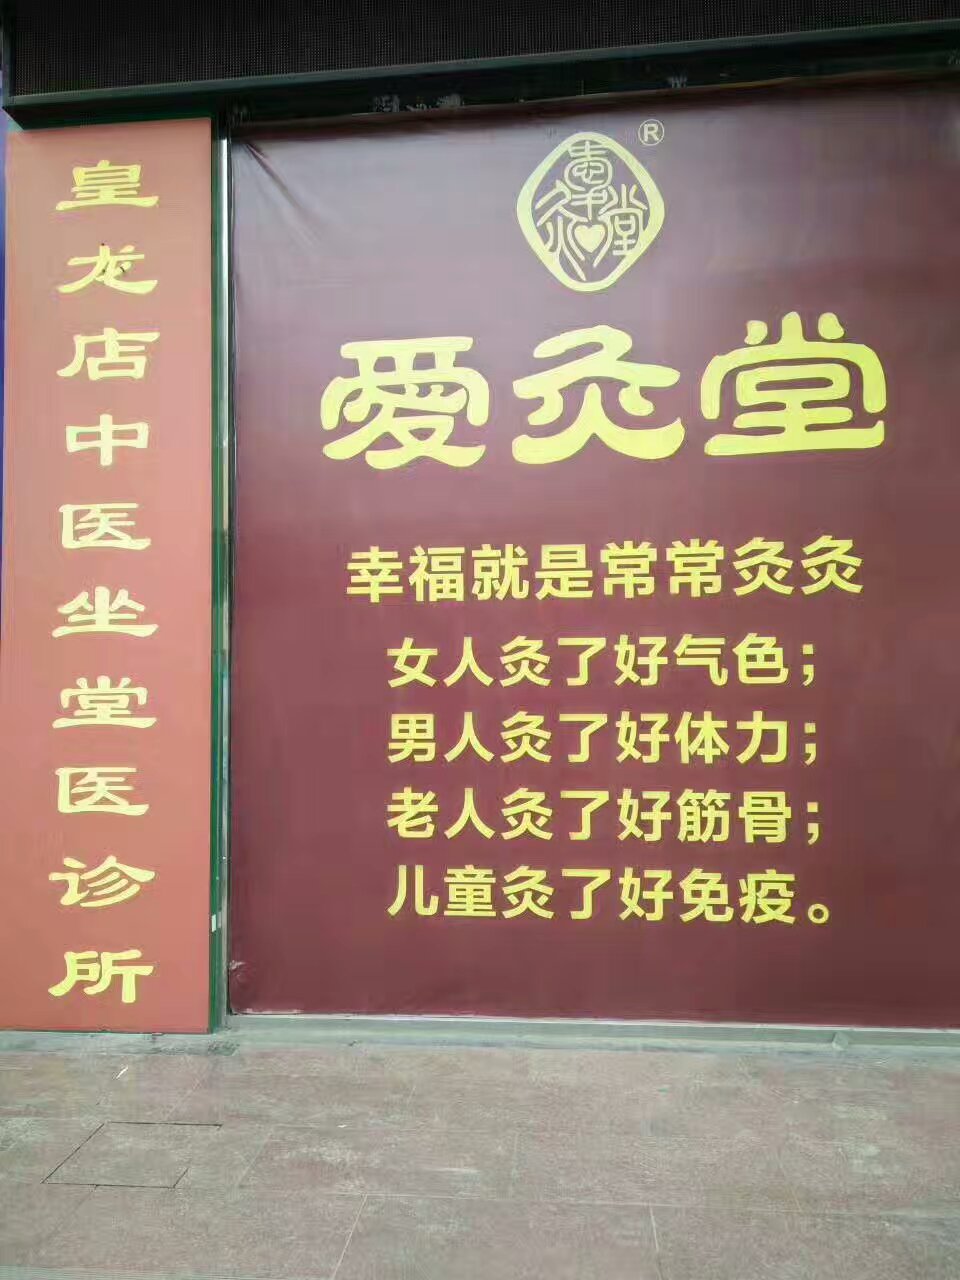 皇龙店中医坐堂医诊所
®
爱灸堂
幸福就是常常灸灸
女人灸了好气色；
男人灸了好体力；
老人灸了好筋骨；
儿童灸了好免疫。